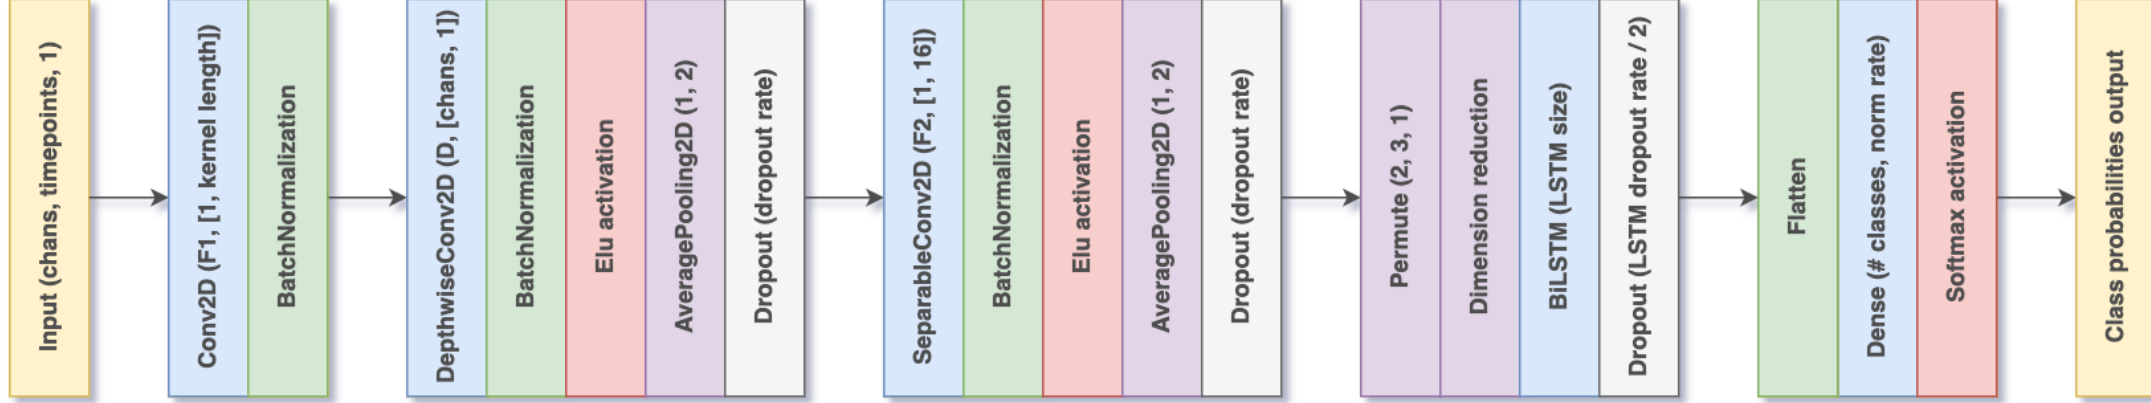 Input (chans, timepoints, 1)
Conv2D (F1, [1, kernel length])
BatchNormalization
DepthwiseConv2D (D, [chans, 1])
BatchNormalization
Elu activation
AveragePooling2D (1, 2)
Dropout (dropout rate)
SeparableConv2D (F2, [1, 16])
BatchNormalization
Elu activation
AveragePooling2D (1, 2)
Dropout (dropout rate)
Permute (2, 3, 1)
Dimension reduction
BiLSTM (LSTM size)
Dropout (LSTM dropout rate / 2)
Flatten
Dense (# classes, norm rate)
Softmax activation
Class probabilities output